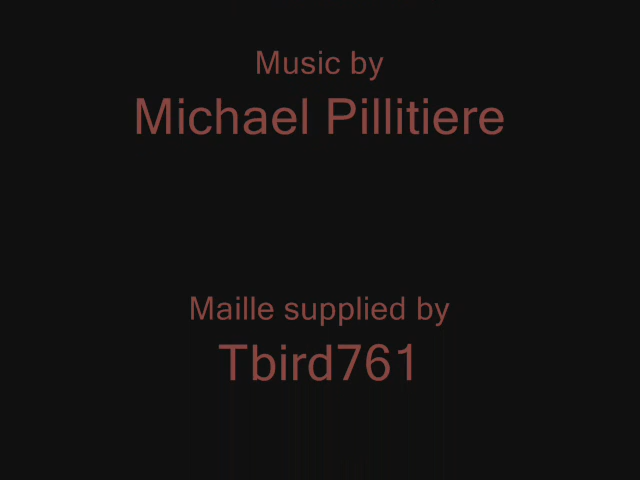 Music by
Michael Pillitiere
Maille supplied by
Tbird761